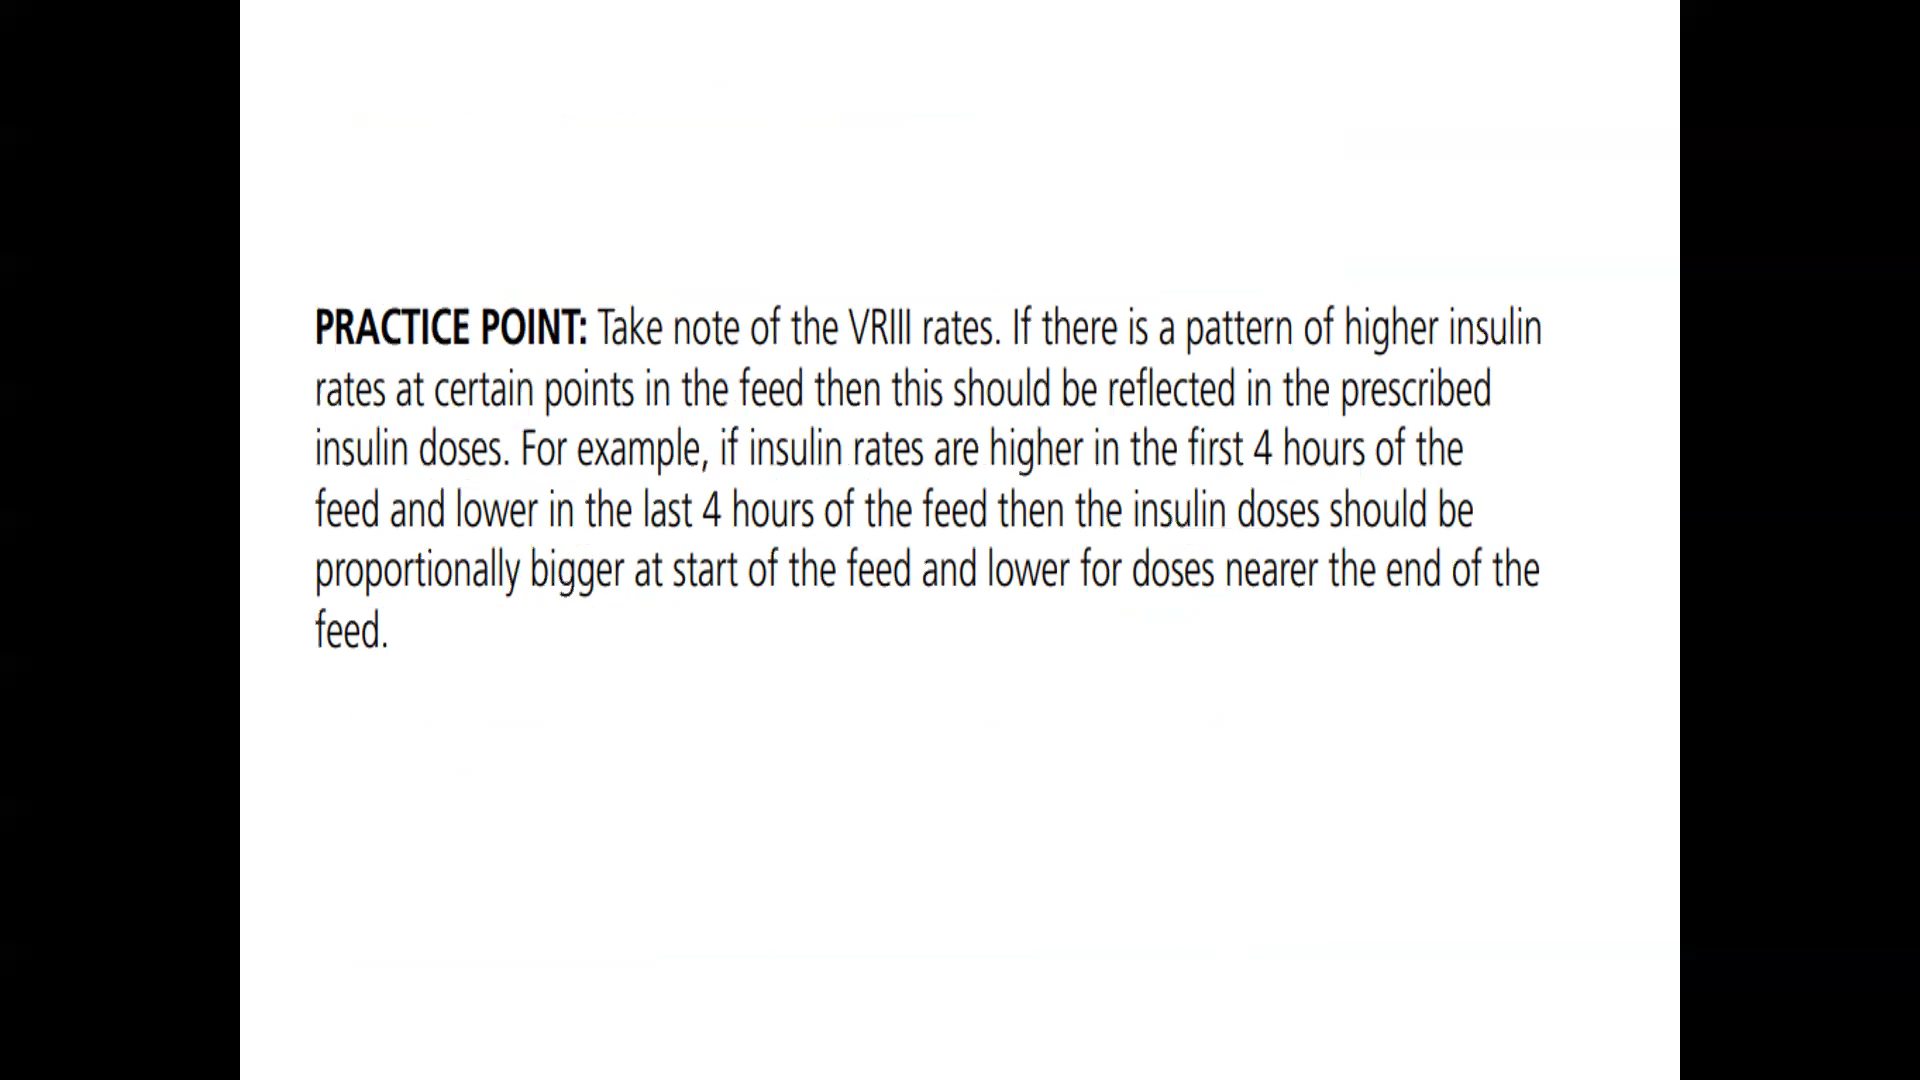 PRACTICE POINT: Take note of the VRIII rates. If there is a pattern of higher insulin
rates at certain points in the feed then this should be reflected in the prescribed
insulin doses. For example, if insulin rates are higher in the first 4 hours of the
feed and lower in the last 4 hours of the feed then the insulin doses should be
proportionally bigger at start of the feed and lower for doses nearer the end of the
feed.